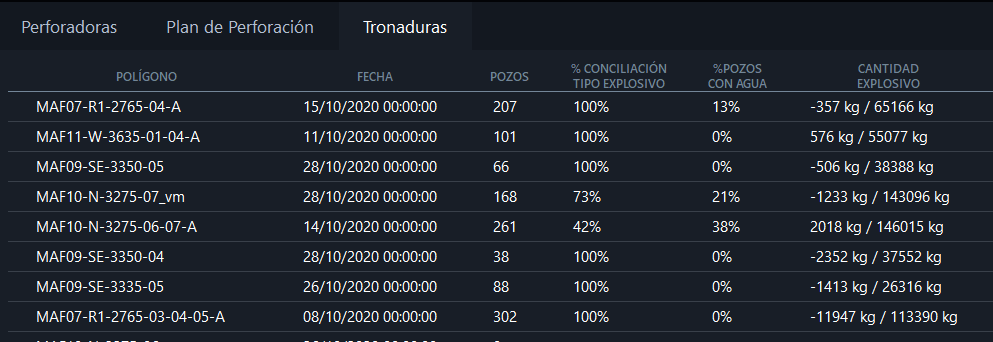 Perforadoras Plan de Perforación Tronaduras
POLÍGONO FECHA POZOS % CONCILIACIÓN TIPO EXPLOSIVO %POZOS CON AGUA CANTIDAD EXPLOSIVO
MAF07-R1-2765-04-A 15/10/2020 00:00:00 207 100% 13% -357 kg / 65166 kg
MAF11-W-3635-01-04-A 11/10/2020 00:00:00 101 100% 0% 576 kg / 55077 kg
MAF09-SE-3350-05 28/10/2020 00:00:00 66 100% 0% -506 kg / 38388 kg
MAF10-N-3275-07_vm 28/10/2020 00:00:00 168 73% 21% -1233 kg / 143096 kg
MAF10-N-3275-06-07-A 14/10/2020 00:00:00 261 42% 38% 2018 kg / 146015 kg
MAF09-SE-3350-04 28/10/2020 00:00:00 38 100% 0% -2352 kg / 37552 kg
MAF09-SE-3335-05 26/10/2020 00:00:00 88 100% 0% -1413 kg / 26316 kg
MAF07-R1-2765-03-04-05-A 08/10/2020 00:00:00 302 100% 0% -11947 kg / 113390 kg